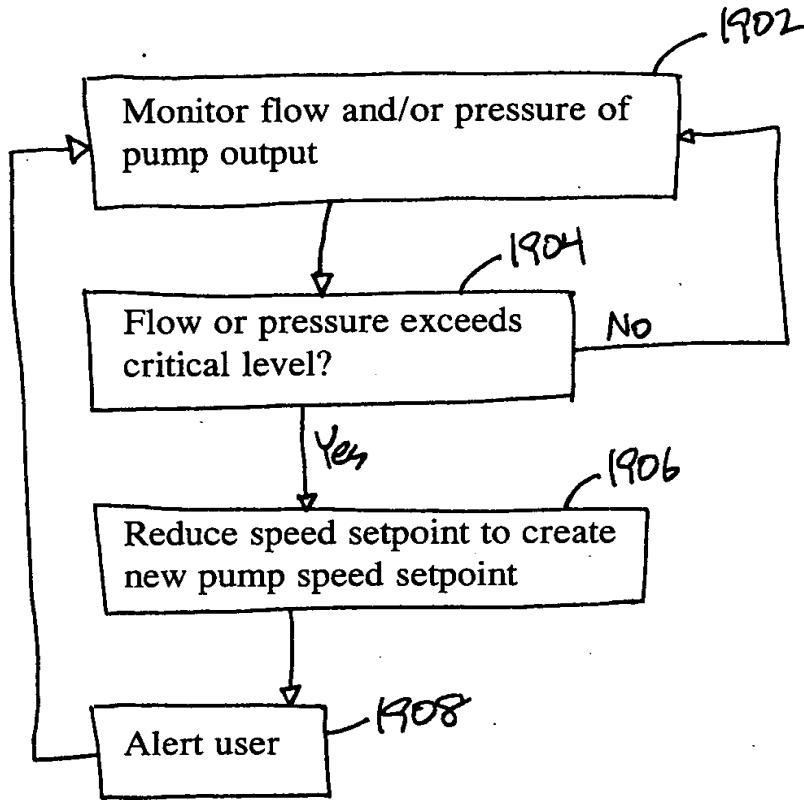 1902
Monitor flow and/or pressure of
pump output
1904
Flow or pressure exceeds
critical level?
No
Yes
1906
Reduce speed setpoint to create
new pump speed setpoint
1908
Alert user